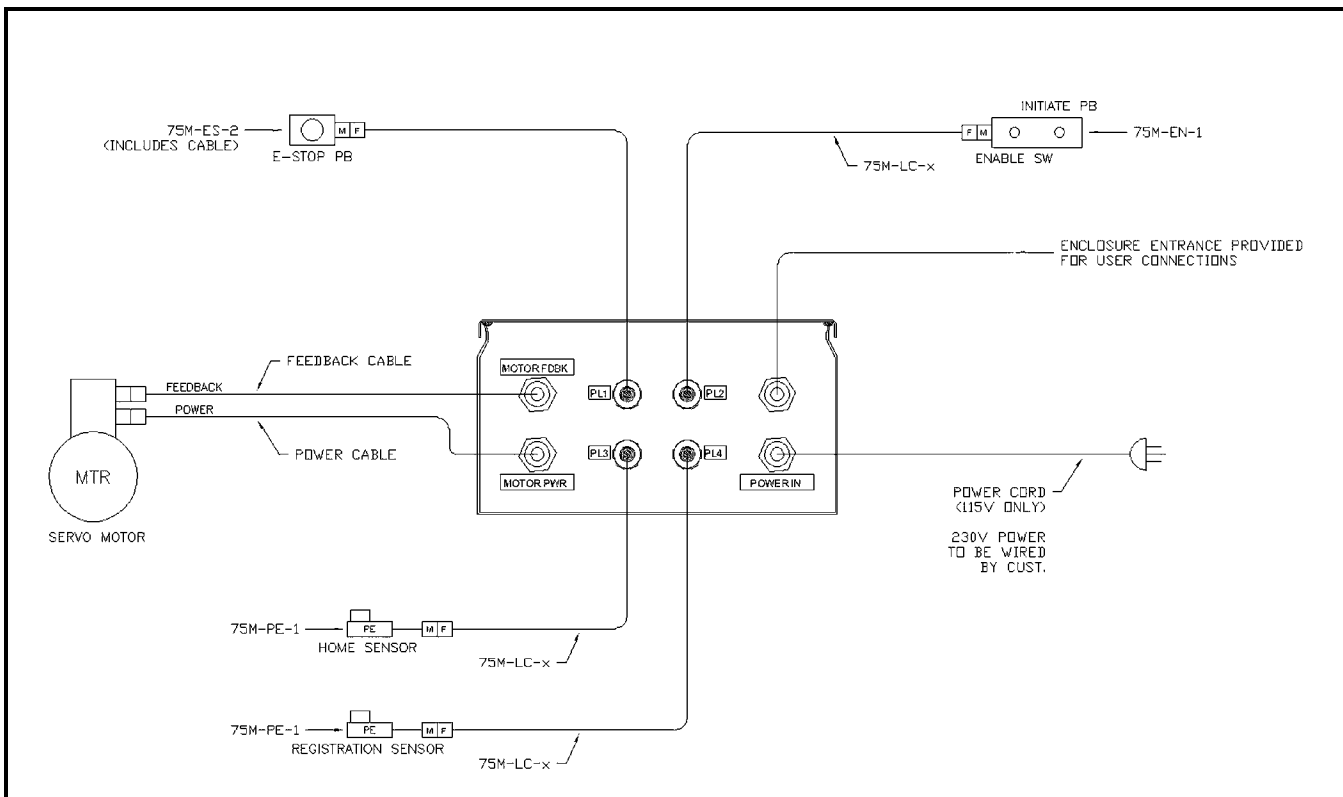 75M-ES-2
(INCLUDES CABLE)
M F
E-STOP PB
INITIATE PB
F M
75M-EN-1
ENABLE SW
75M-LC-x
ENCLOSURE ENTRANCE PROVIDED
FOR USER CONNECTIONS
FEEDBACK CABLE
MOTOR FDBK
FEEDBACK
PL1
PL2
POWER
POWER CABLE
PL3
PL4
MTR
MOTOR PWR
POWER IN
SERVO MOTOR
POWER CORD
(115V ONLY)
230V POWER
TO BE WIRED
BY CUST.
75M-PE-1
PE
M F
HOME SENSOR
75M-LC-x
75M-PE-1
PE
M F
REGISTRATION SENSOR
75M-LC-x